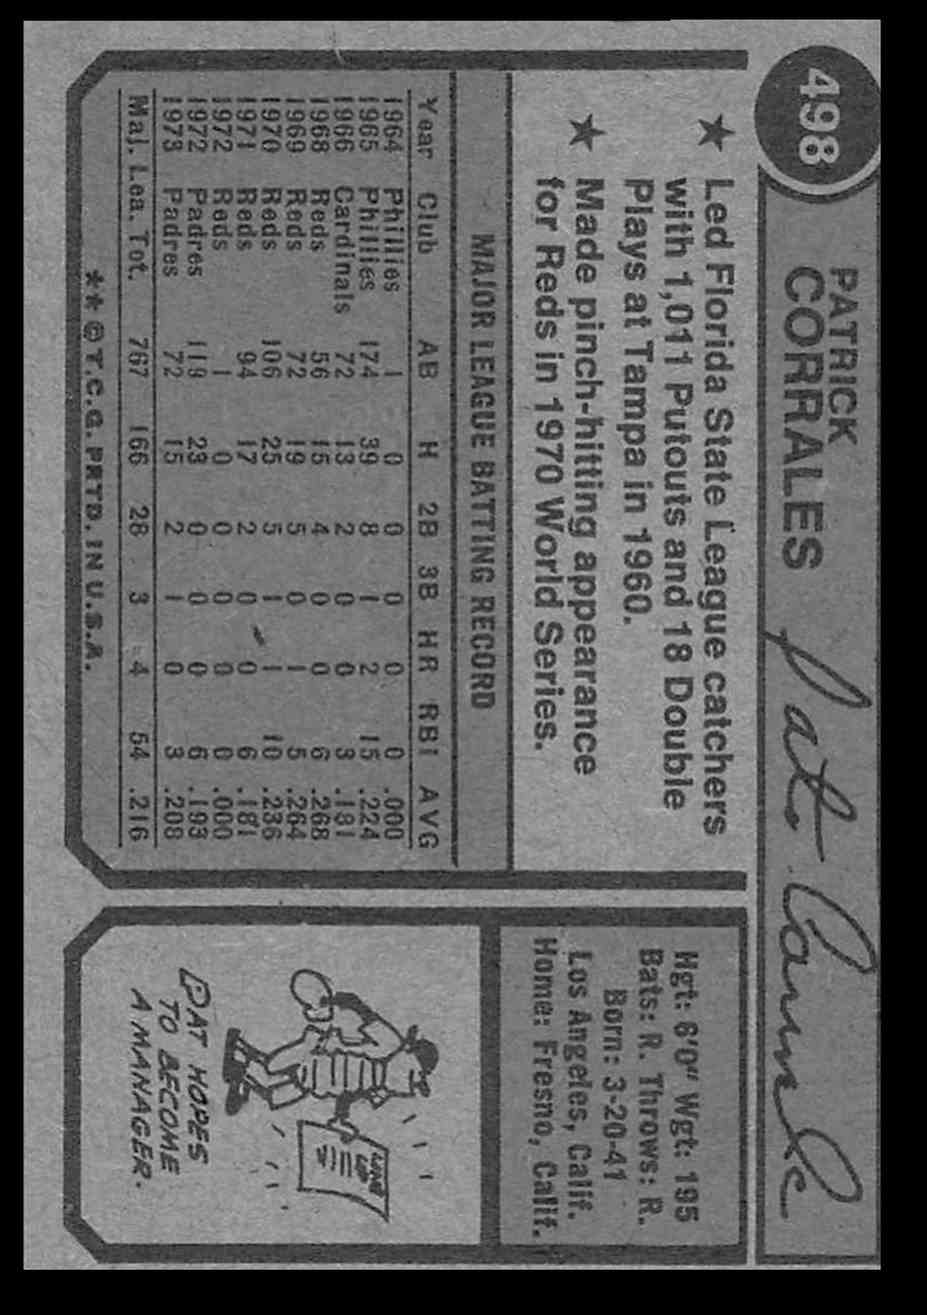 498
PATRICK
CORRALES
★ Led Florida State League catchers
with 1,011 Putouts and 18 Double
Plays at Tampa in 1960.
★ Made pinch-hitting appearance
for Reds in 1970 World Series.
MAJOR LEAGUE BATTING RECORD
Year Club AB H 2B 3B HR RBI AVG
1964 Phillies 1 0 0 0 0 0 .000
1965 Phillies 174 39 8 1 2 15 .224
1966 Cardinals 72 13 2 0 0 3 .181
1968 Reds 56 15 4 0 0 6 .268
1969 Reds 72 19 5 0 1 5 .264
1970 Reds 106 25 5 1 1 10 .236
1971 Reds 94 17 2 0 0 6 .181
1972 Reds 1 0 0 0 0 0 .000
1972 Padres 119 23 0 0 0 6 .193
1973 Padres 72 15 2 1 0 3 .208
Maj. Lea. Tot. 767 166 28 3 4 54 .216
** © T.C.G. PRTD. IN U.S.A.
Hgt: 6'0" Wgt: 195
Bats: R. Throws: R.
Born: 3-20-41
Los Angeles, Calif.
Home: Fresno, Calif.
LINE
UP
PAT HOPES
TO BECOME
A MANAGER.